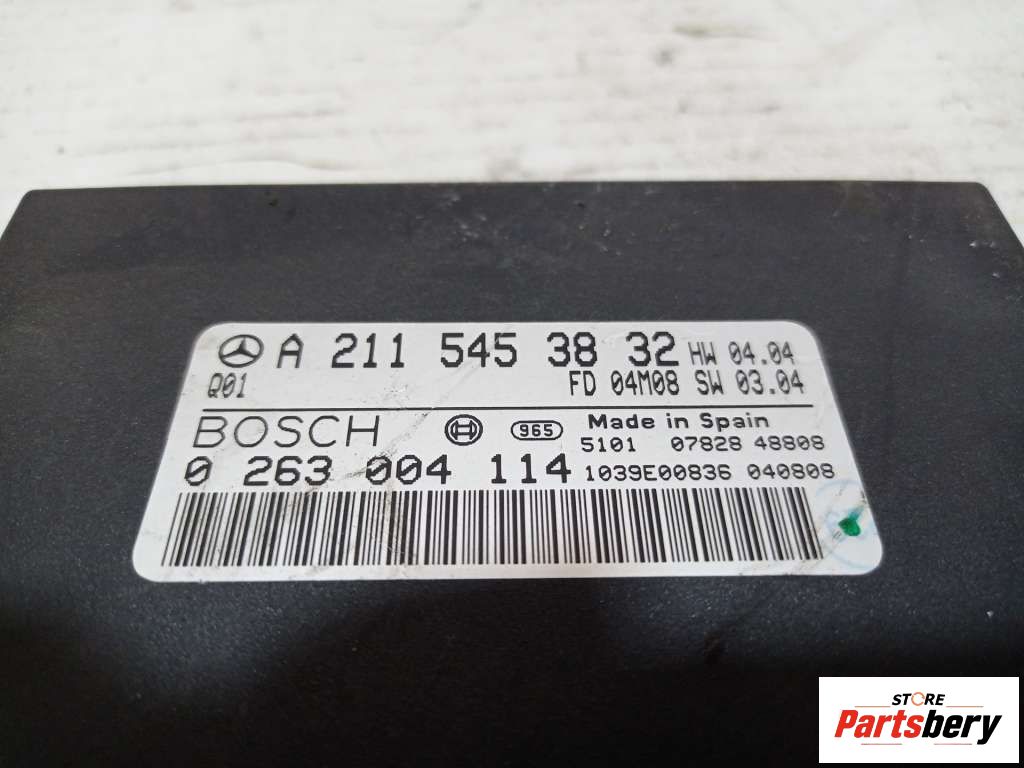 A 211 545 38 32 HW 04.04
Q01 FD 04M08 SW 03.04
BOSCH 965 Made in Spain
5101 07828 48808
0 263 004 114 1039E00836 040808
STORE
Partsbery